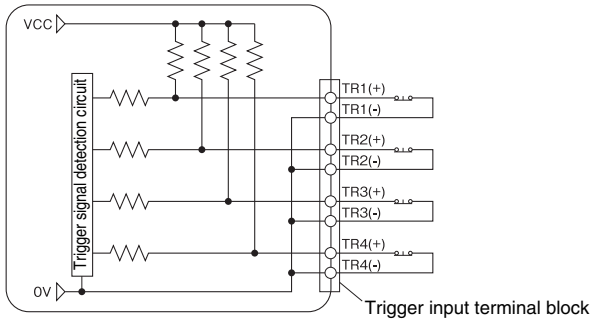 VCC
Trigger signal detection circuit
TR1(+)
TR1(-)
TR2(+)
TR2(-)
TR3(+)
TR3(-)
TR4(+)
TR4(-)
0V
Trigger input terminal block